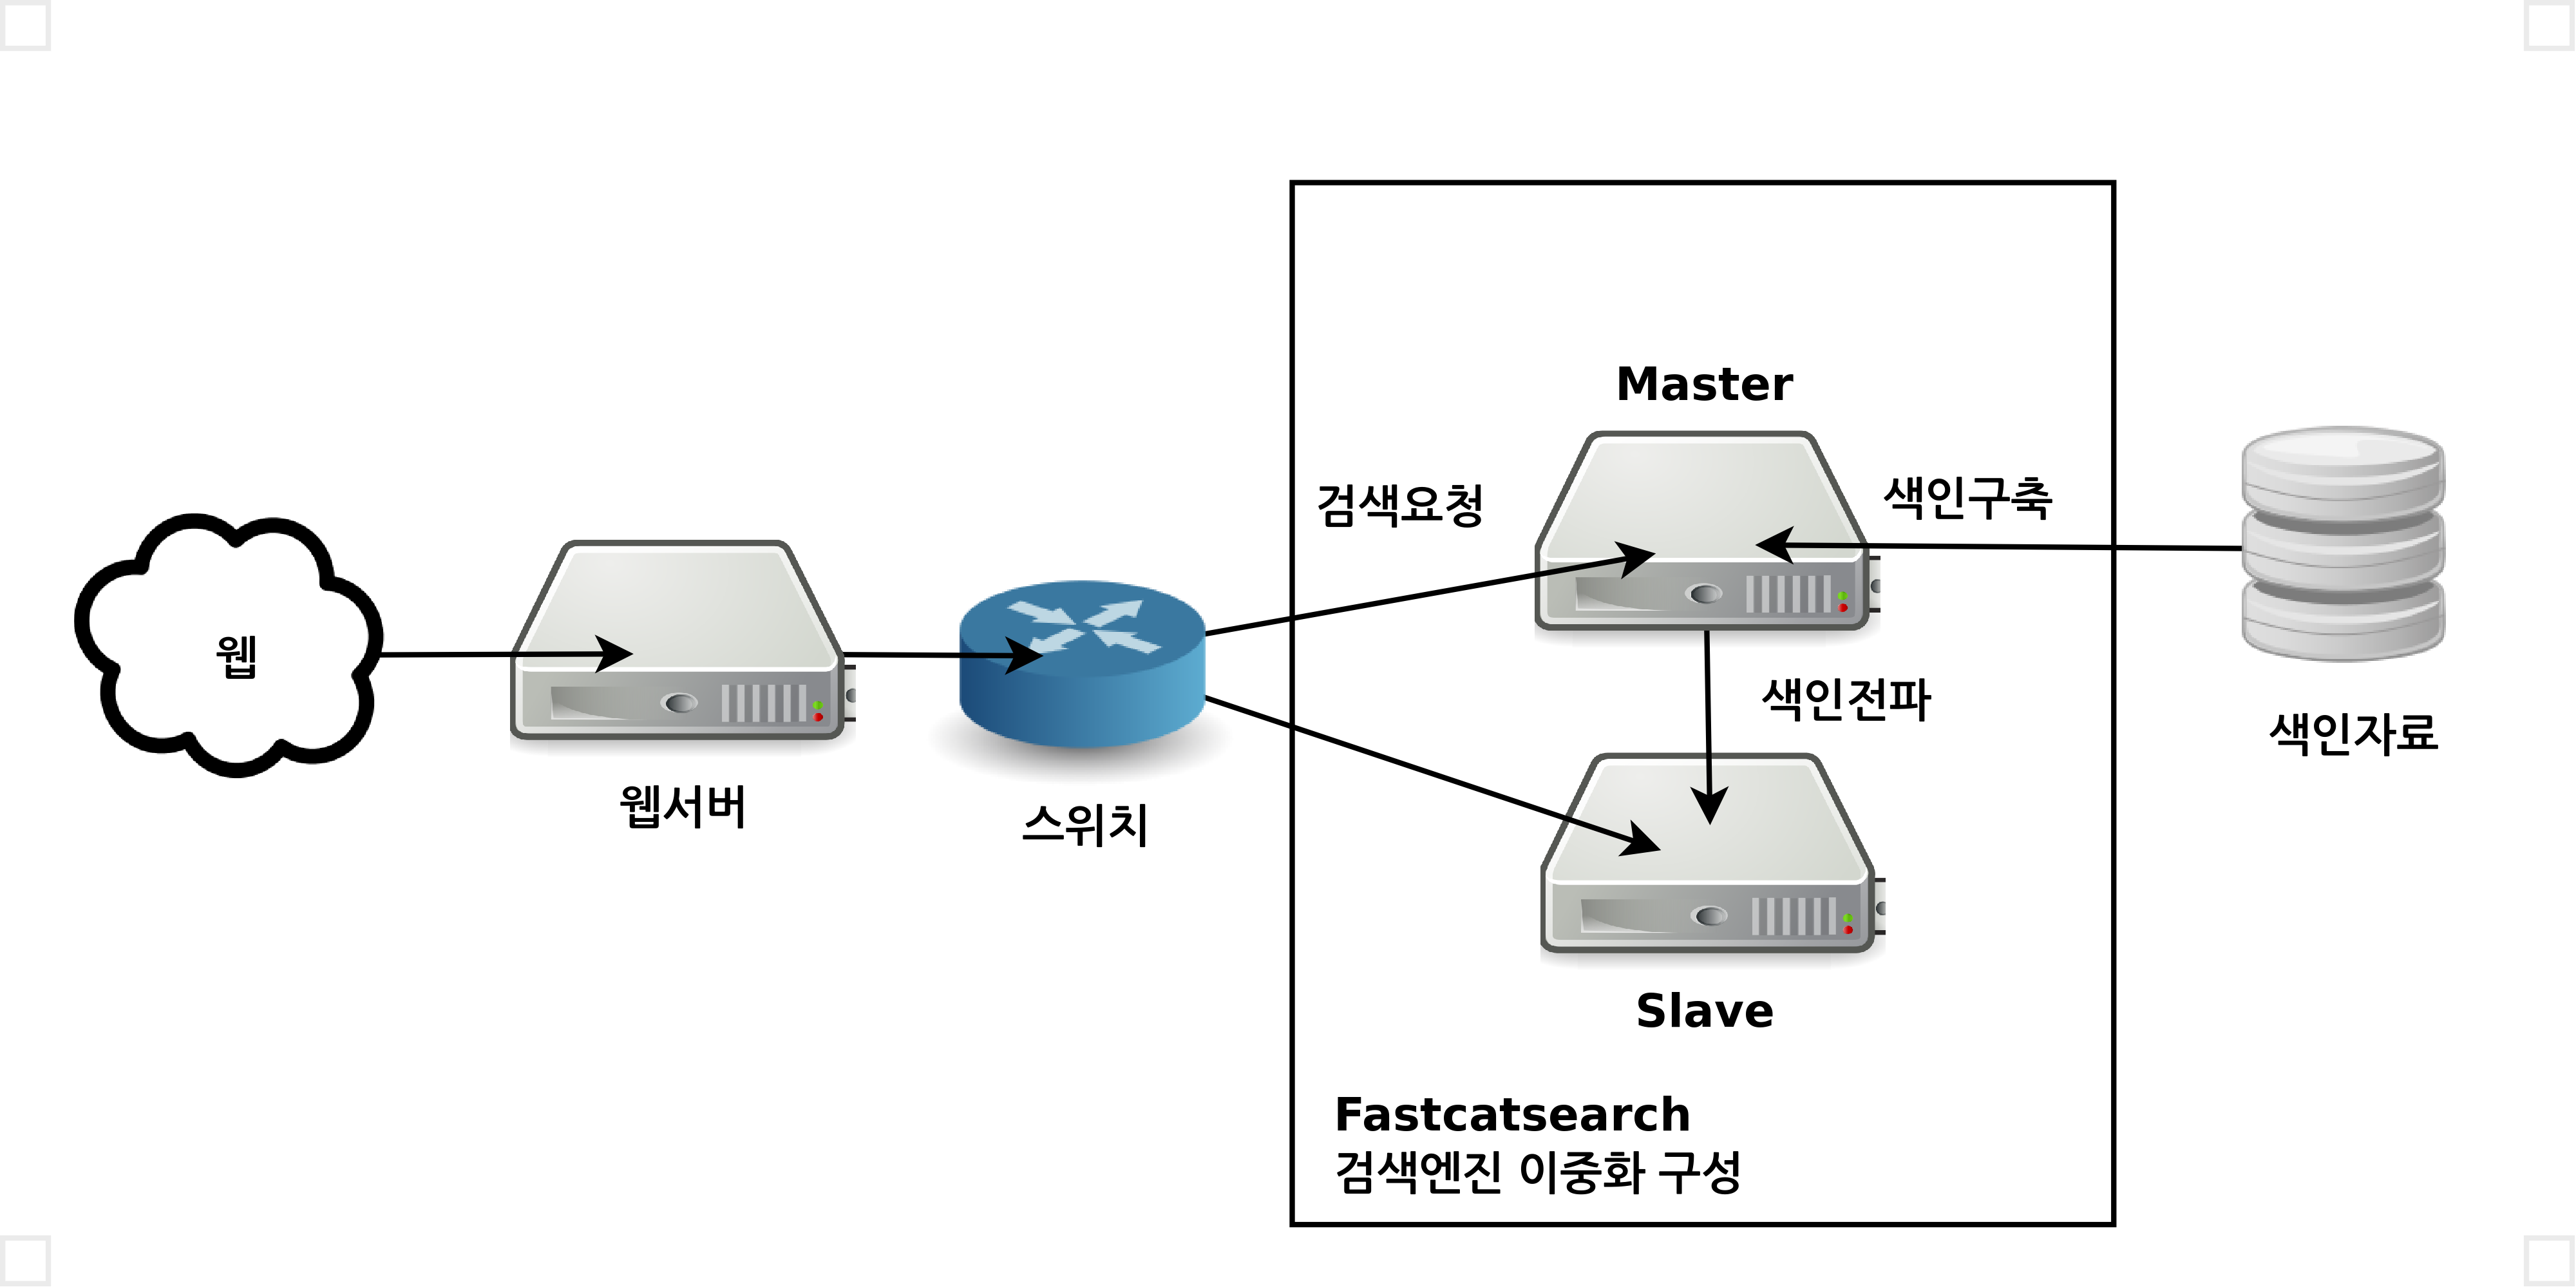 Master
검색요청
색인구축
웹
색인전파
색인자료
웹서버
스위치
Slave
Fastcatsearch
검색엔진 이중화 구성